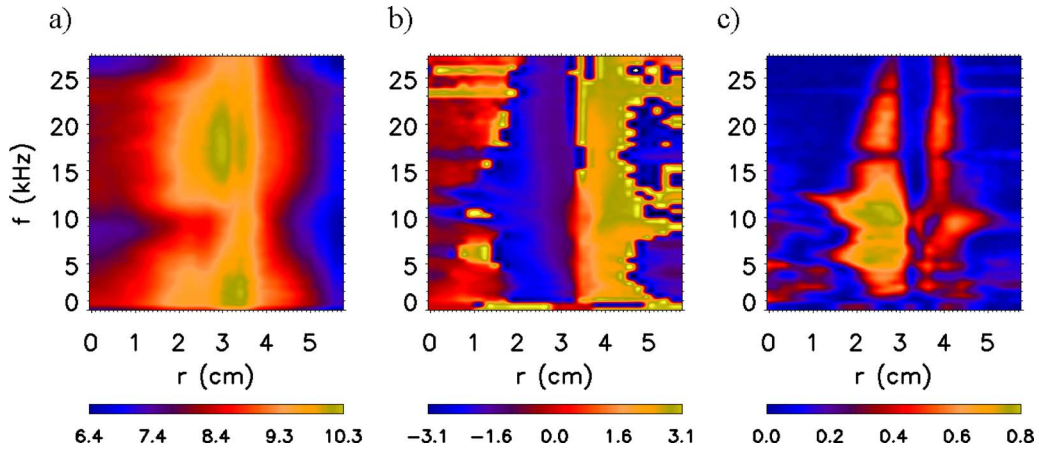 a) b) c)
25 25 25
20 20 20
f (kHz) 15 15 15
10 10 10
5 5 5
0 0 0
0 1 2 3 4 5 0 1 2 3 4 5 0 1 2 3 4 5
r (cm) r (cm) r (cm)
6.4 7.4 8.4 9.3 10.3 −3.1 −1.6 0.0 1.6 3.1 0.0 0.2 0.4 0.6 0.8